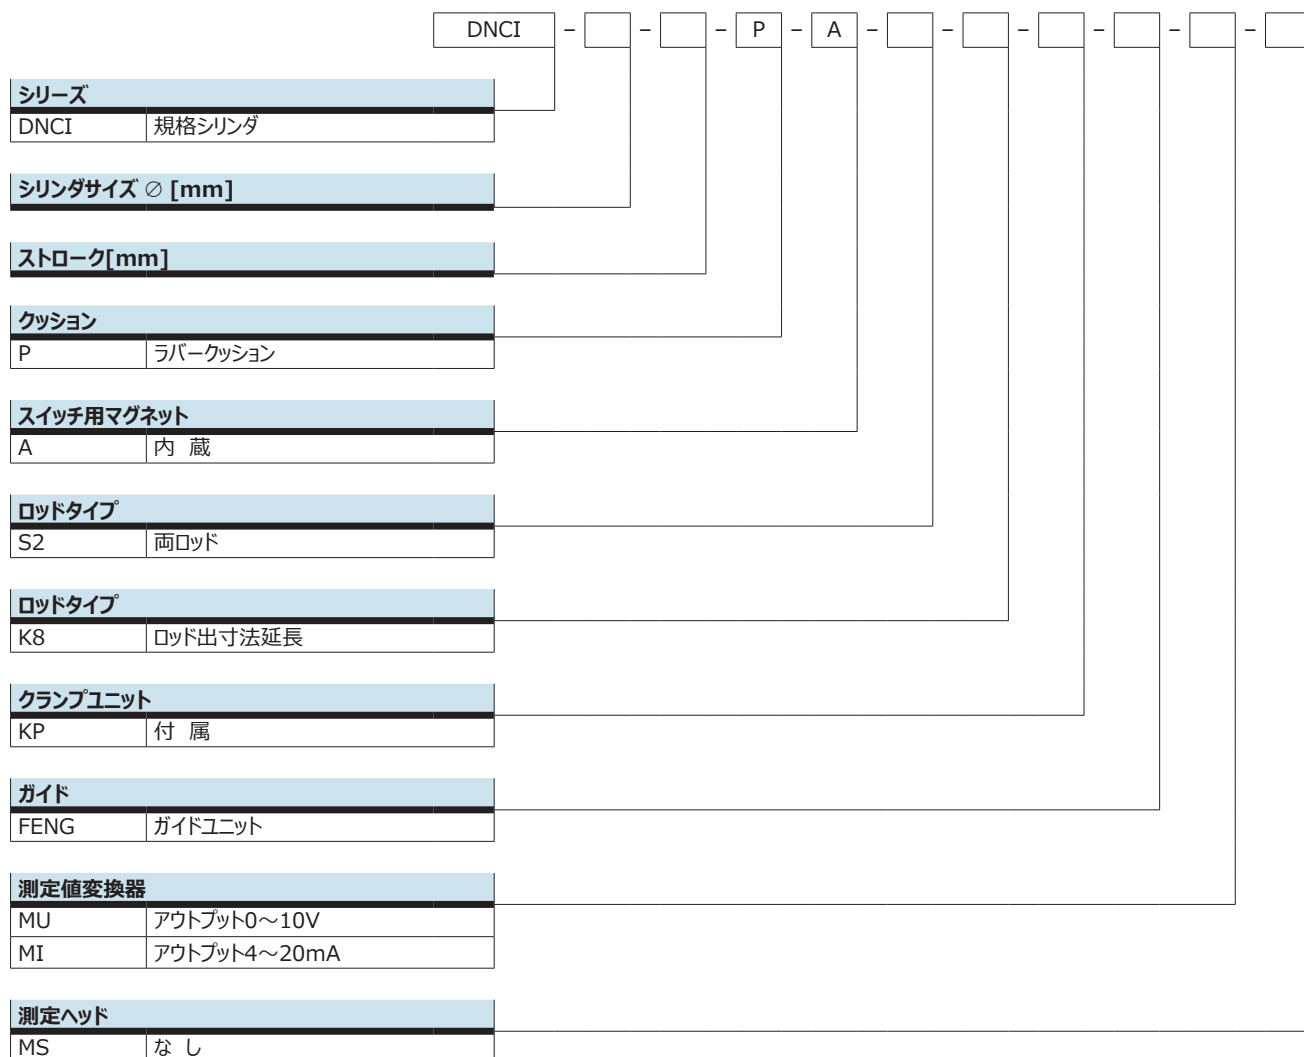 DNCI – – – P – A – – – – – –
シリーズ
DNCI 規格シリンダ
シリンダサイズ ∅ [mm]
ストローク[mm]
クッション
P ラバークッション
スイッチ用マグネット
A 内 蔵
ロッドタイプ
S2 両ロッド
ロッドタイプ
K8 ロッド出寸法延長
クランプユニット
KP 付 属
ガイド
FENG ガイドユニット
測定値変換器
MU アウトプット0～10V
MI アウトプット4～20mA
測定ヘッド
MS な し